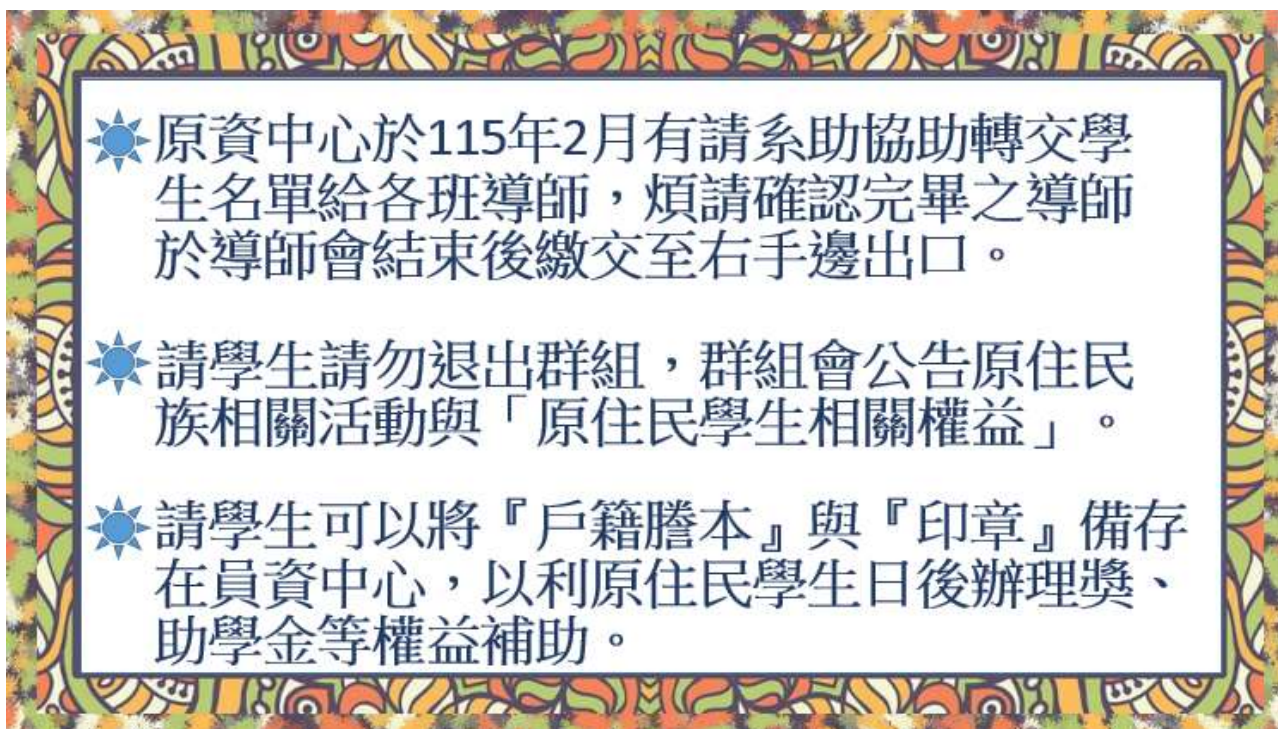 原資中心於115年2月有請系助協助轉交學
生名單給各班導師，煩請確認完畢之導師
於導師會結束後繳交至右手邊出口。
請學生請勿退出群組，群組會公告原住民
族相關活動與「原住民學生相關權益」。
請學生可以將『戶籍謄本』與『印章』備存
在員資中心，以利原住民學生日後辦理獎、
助學金等權益補助。